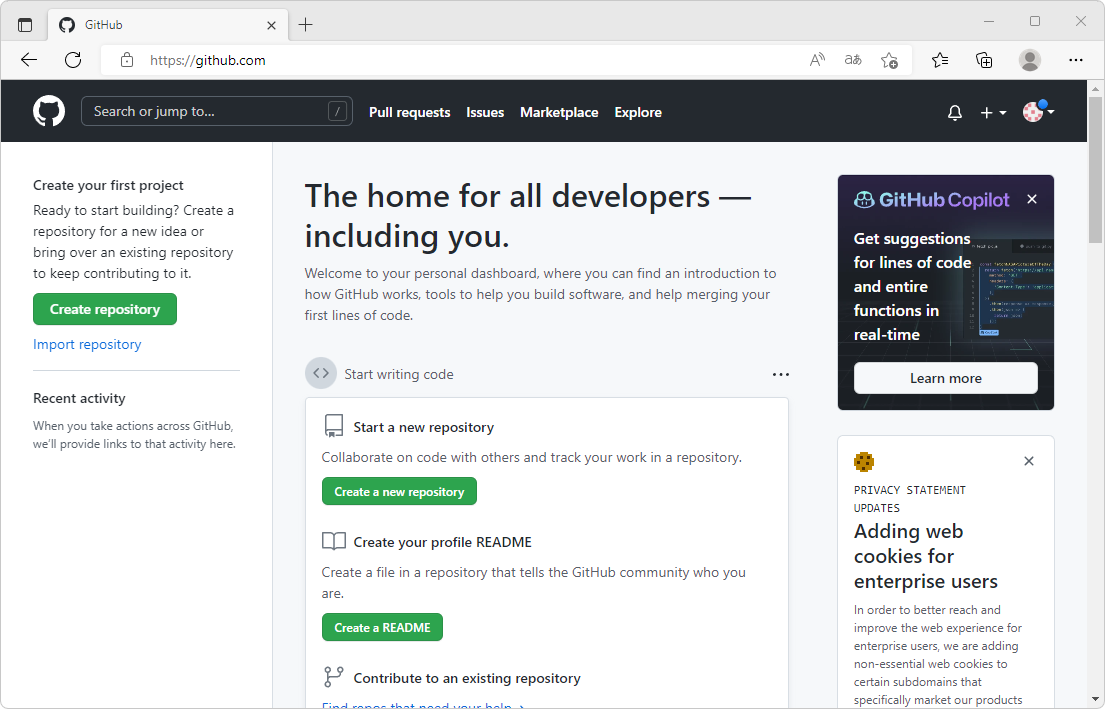 GitHub
https://github.com
Search or jump to...
/
Pull requests
Issues
Marketplace
Explore
Create your first project
Ready to start building? Create a
repository for a new idea or
bring over an existing repository
to keep contributing to it.
Create repository
Import repository
Recent activity
When you take actions across GitHub,
we'll provide links to that activity here.
The home for all developers —
including you.
Welcome to your personal dashboard, where you can find an introduction to
how GitHub works, tools to help you build software, and help merging your
first lines of code.
Start writing code
Start a new repository
Collaborate on code with others and track your work in a repository.
Create a new repository
Create your profile README
Create a file in a repository that tells the GitHub community who you
are.
Create a README
Contribute to an existing repository
Find repos that need your help →
GitHub Copilot
Get suggestions
for lines of code
and entire
functions in
real-time
Learn more
PRIVACY STATEMENT
UPDATES
Adding web
cookies for
enterprise users
In order to better reach and
improve the web experience for
enterprise users, we are adding
non-essential web cookies to
certain subdomains that
specifically market our products